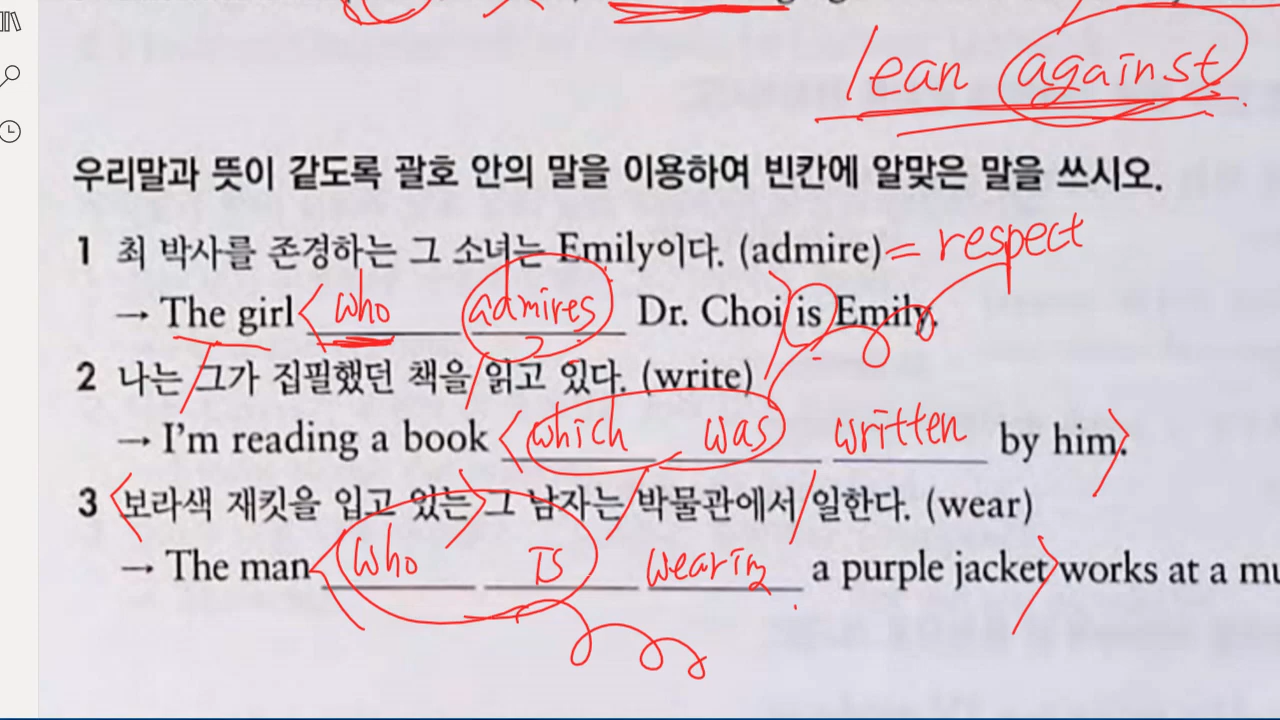 lean against
우리말과 뜻이 같도록 괄호 안의 말을 이용하여 빈칸에 알맞은 말을 쓰시오.
1 최 박사를 존경하는 그 소녀는 Emily이다. (admire) = respect
→ The girl who admires Dr. Choi is Emily.
2 나는 그가 집필했던 책을 읽고 있다. (write)
→ I'm reading a book which was written by him.
3 보라색 재킷을 입고 있는 그 남자는 박물관에서 일한다. (wear)
→ The man who is wearing a purple jacket works at a mu